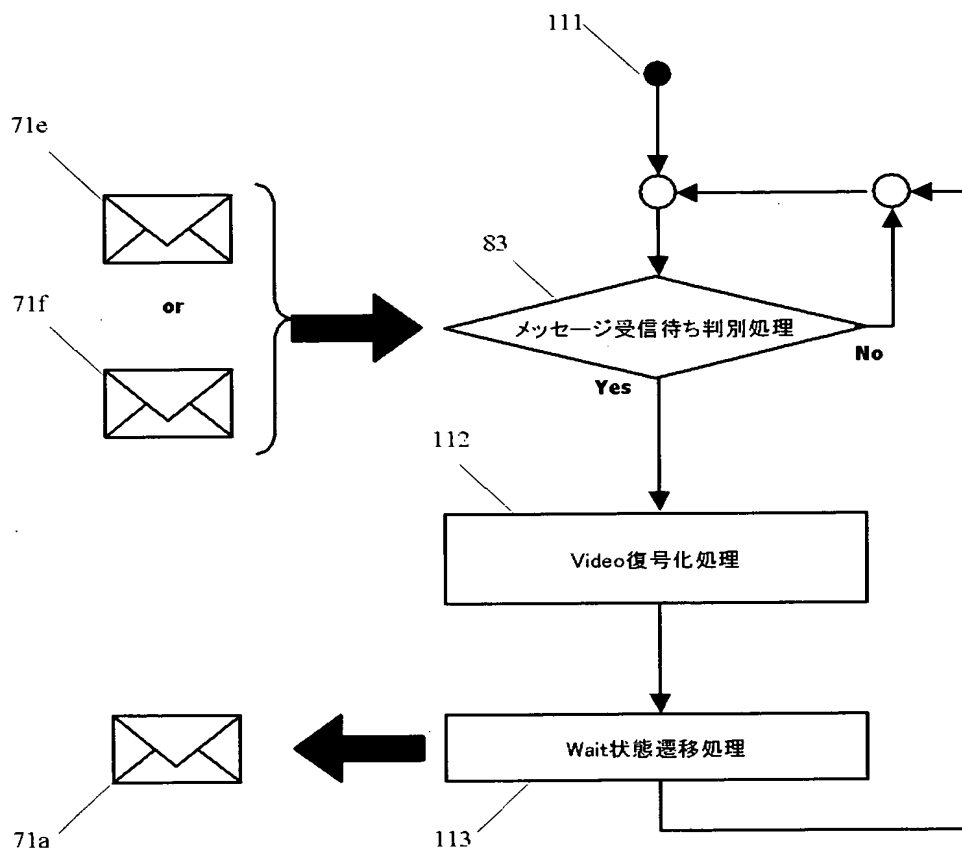 111
71e
83
71f
or
メッセージ受信待ち判別処理
No
Yes
112
Video復号化処理
Wait状態遷移処理
71a
113